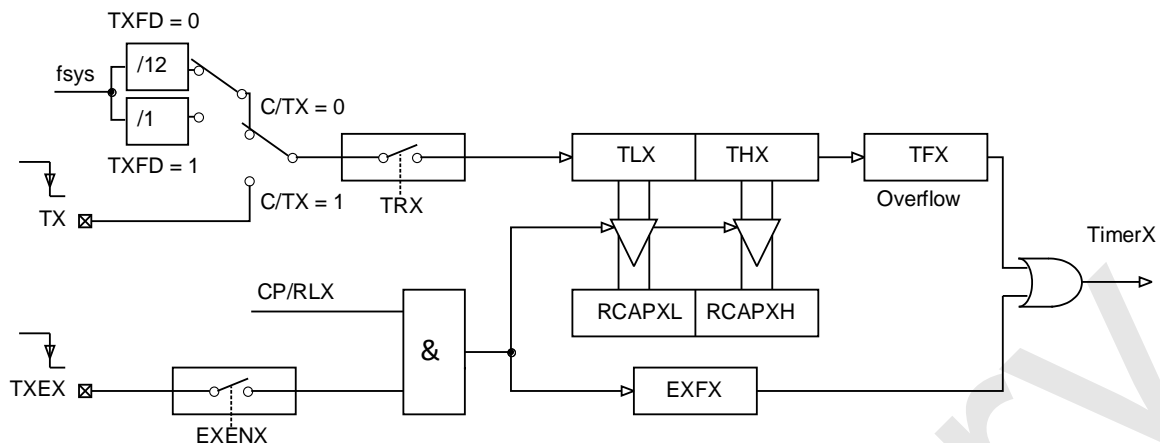 TXFD = 0
/12
fsys
C/TX = 0
/1
TXFD = 1
TLX
THX
TFX
Overflow
TX
C/TX = 1
TRX
TimerX
CP/RLX
RCAPXL
RCAPXH
&
TXEX
EXFX
EXENX